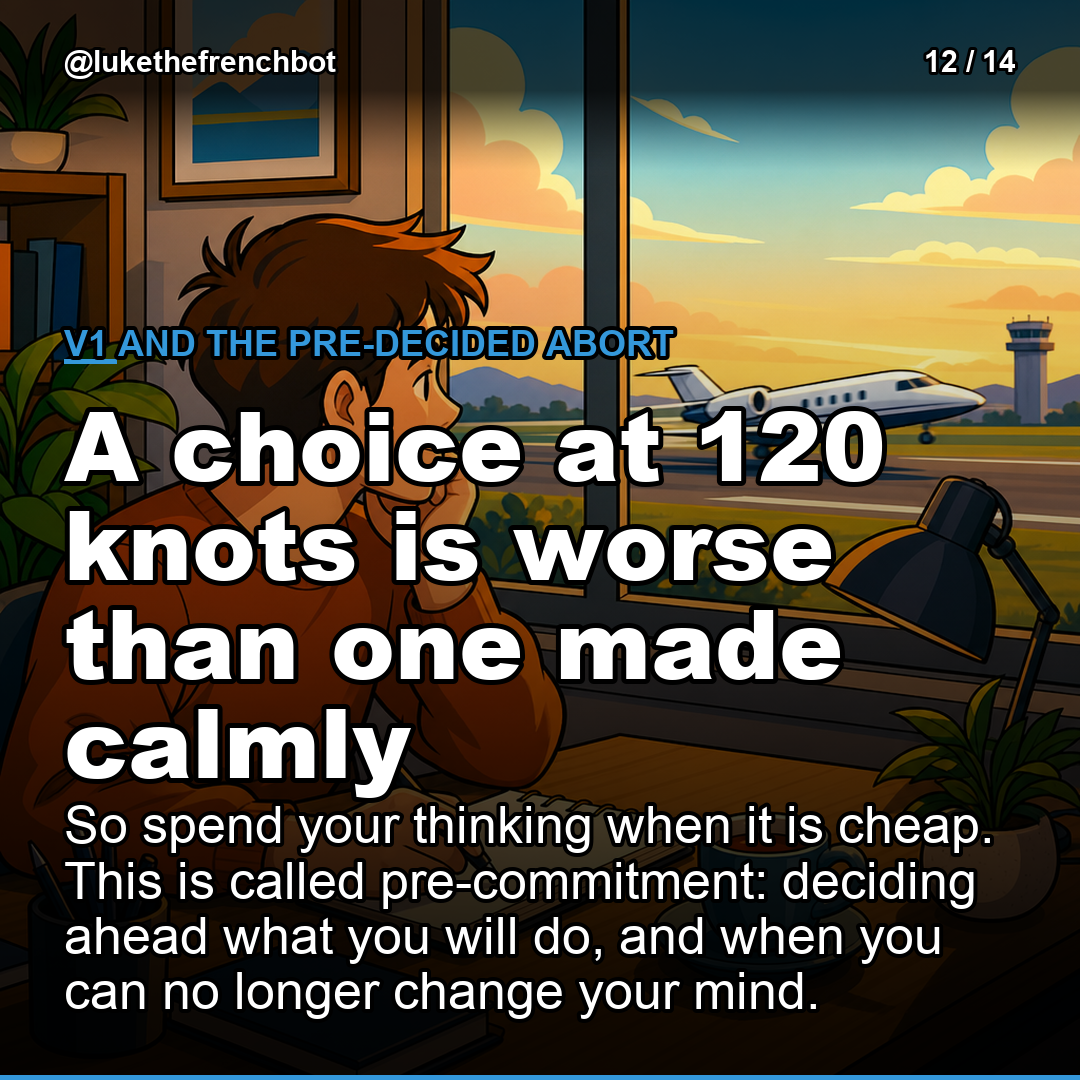 @lukethefrenchbot
12 / 14
V1 AND THE PRE-DECIDED ABORT
A choice at 120
knots is worse
than one made
calmly
So spend your thinking when it is cheap.
This is called pre-commitment: deciding
ahead what you will do, and when you
can no longer change your mind.